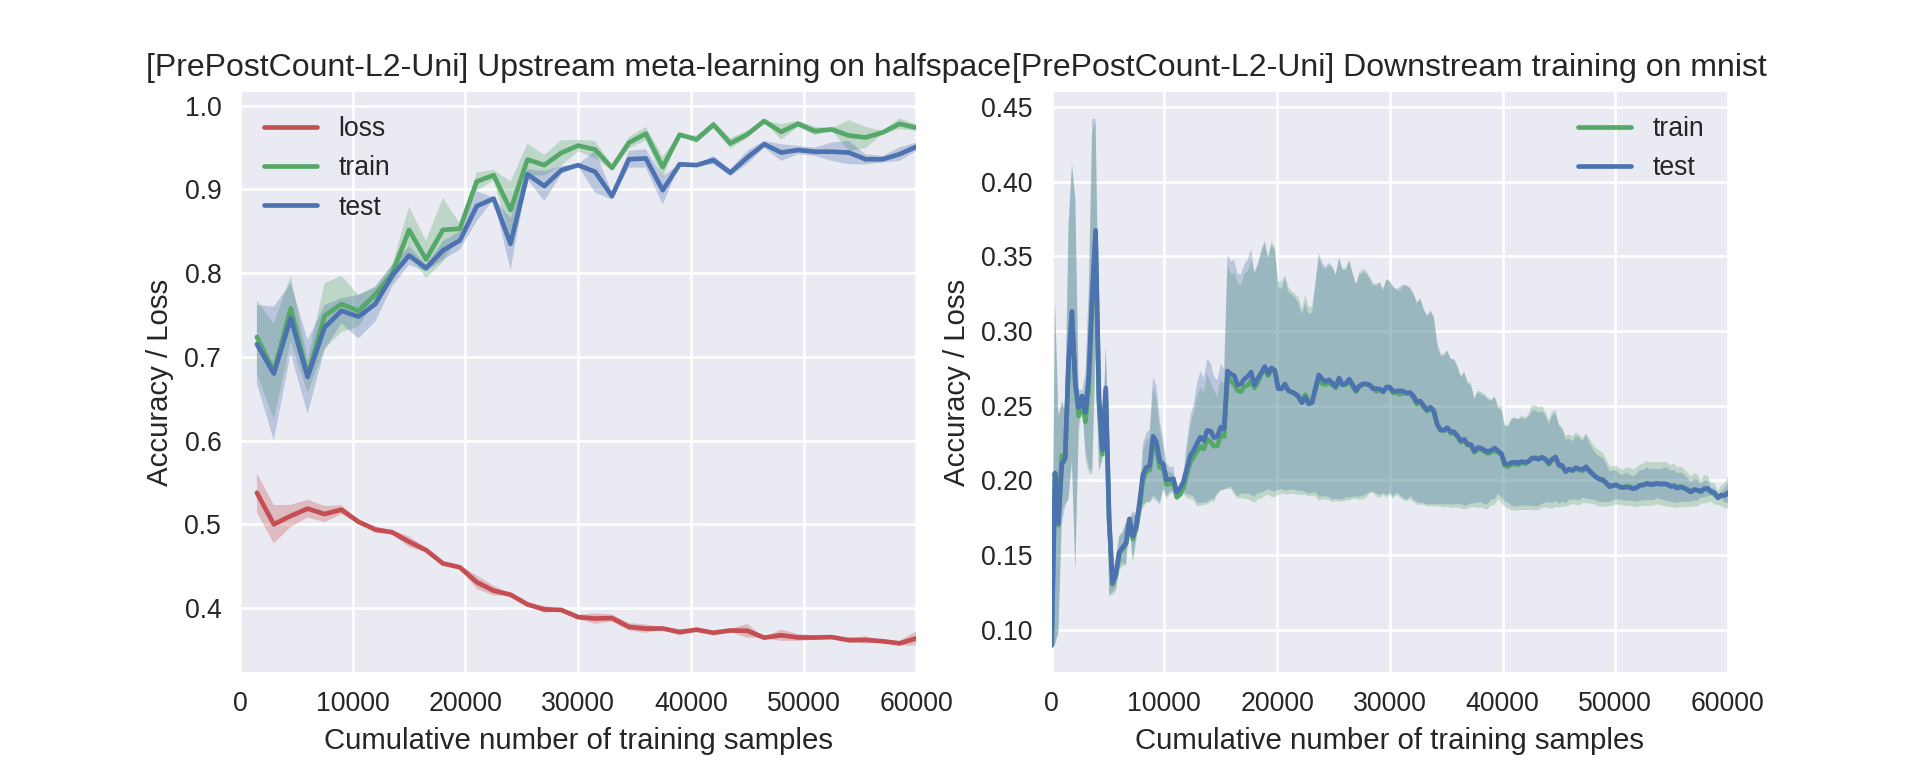 [PrePostCount-L2-Uni] Upstream meta-learning on halfspace
1.0
0.9
0.8
0.7
0.6
0.5
0.4
Accuracy / Loss
loss
train
test
0 10000 20000 30000 40000 50000 60000
Cumulative number of training samples
[PrePostCount-L2-Uni] Downstream training on mnist
0.45
0.40
0.35
0.30
0.25
0.20
0.15
0.10
Accuracy / Loss
train
test
0 10000 20000 30000 40000 50000 60000
Cumulative number of training samples